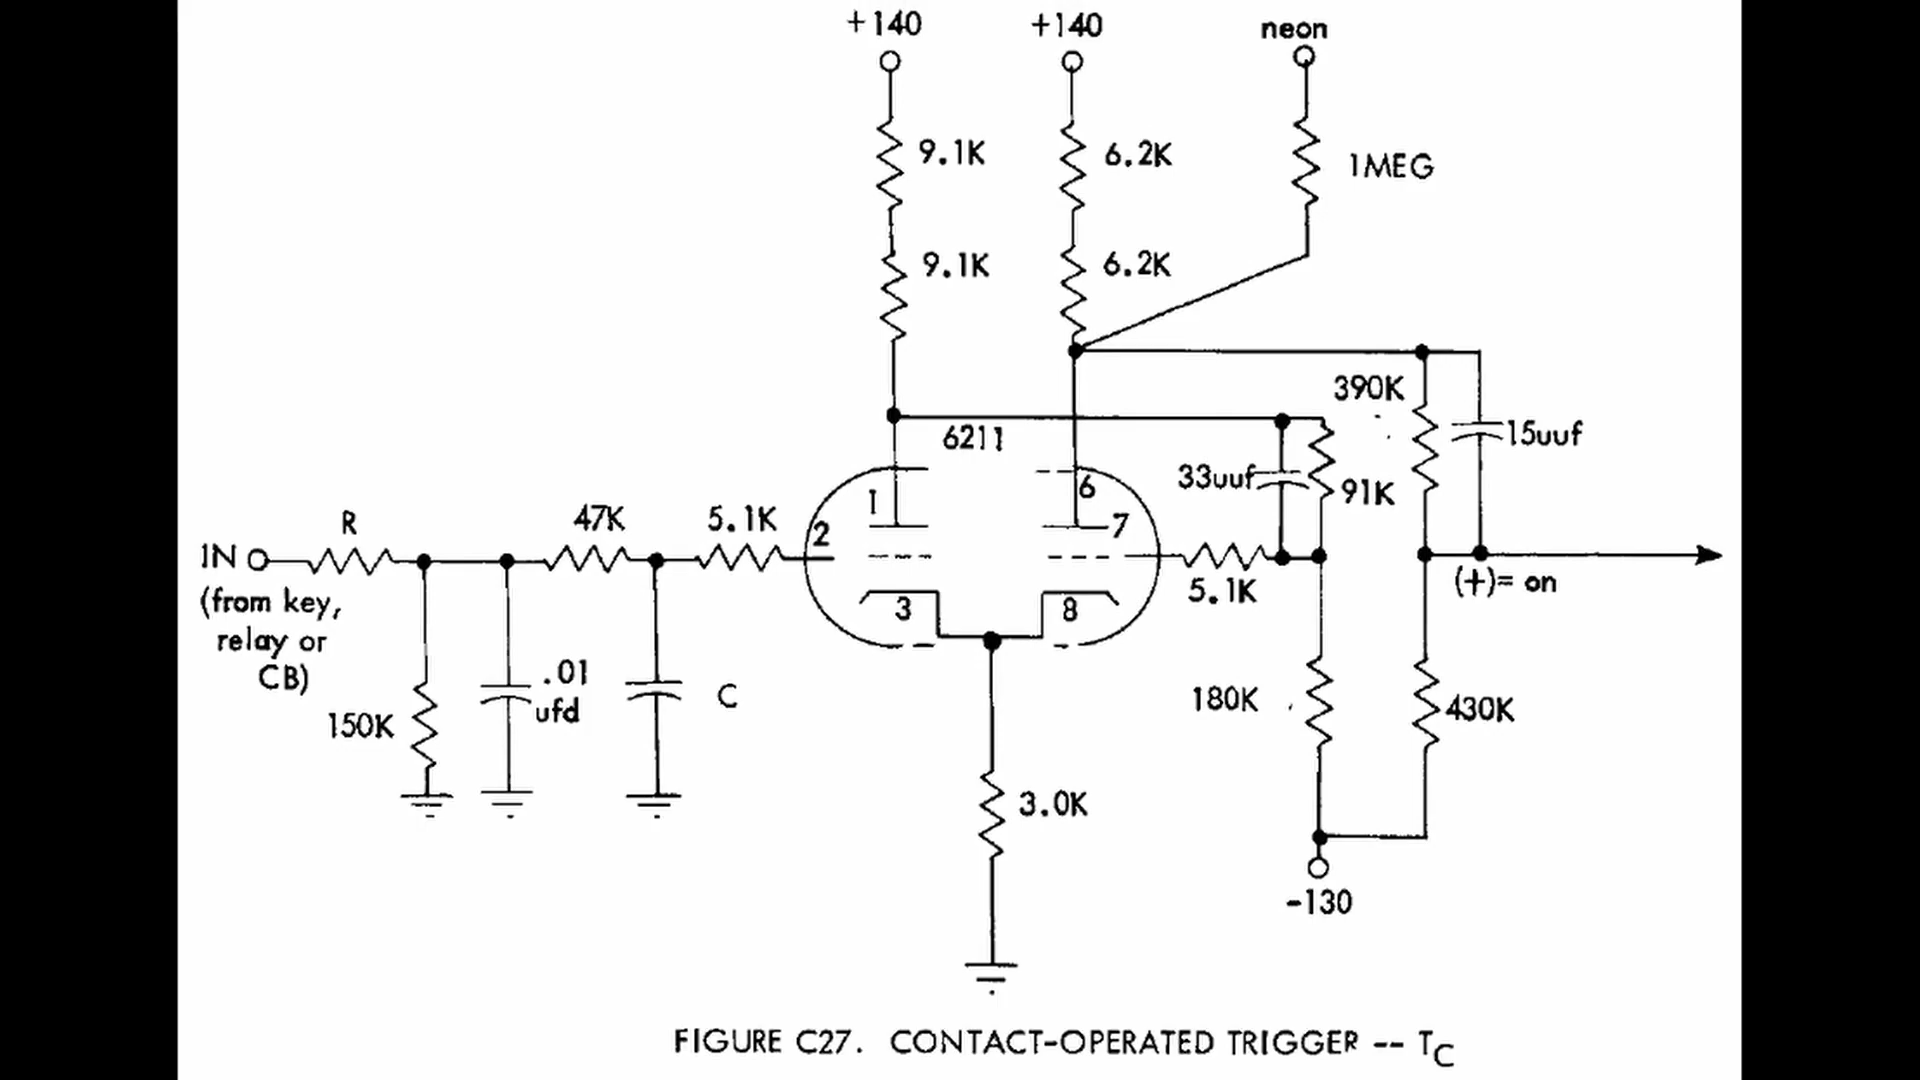 +140
+140
neon
9.1K
6.2K
1MEG
9.1K
6.2K
390K
6211
15uuf
33uuf
91K
1
6
7
2
R
47K
5.1K
IN
(from key,
relay or
CB)
3
8
5.1K
(+)= on
.01
ufd
C
150K
180K
430K
3.0K
-130
FIGURE C27. CONTACT-OPERATED TRIGGER -- TC